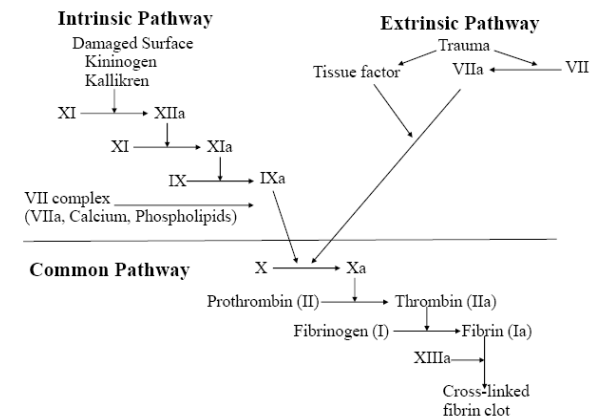 Intrinsic Pathway
Damaged Surface
Kininogen
Kallikren
XI
XIIa
XI
XIa
IX
IXa
VII complex
(VIIa, Calcium, Phospholipids)
Extrinsic Pathway
Trauma
Tissue factor
VIIa
VII
Common Pathway
X
Xa
Prothrombin (II)
Thrombin (IIa)
Fibrinogen (I)
Fibrin (Ia)
XIIIa
Cross-linked
fibrin clot